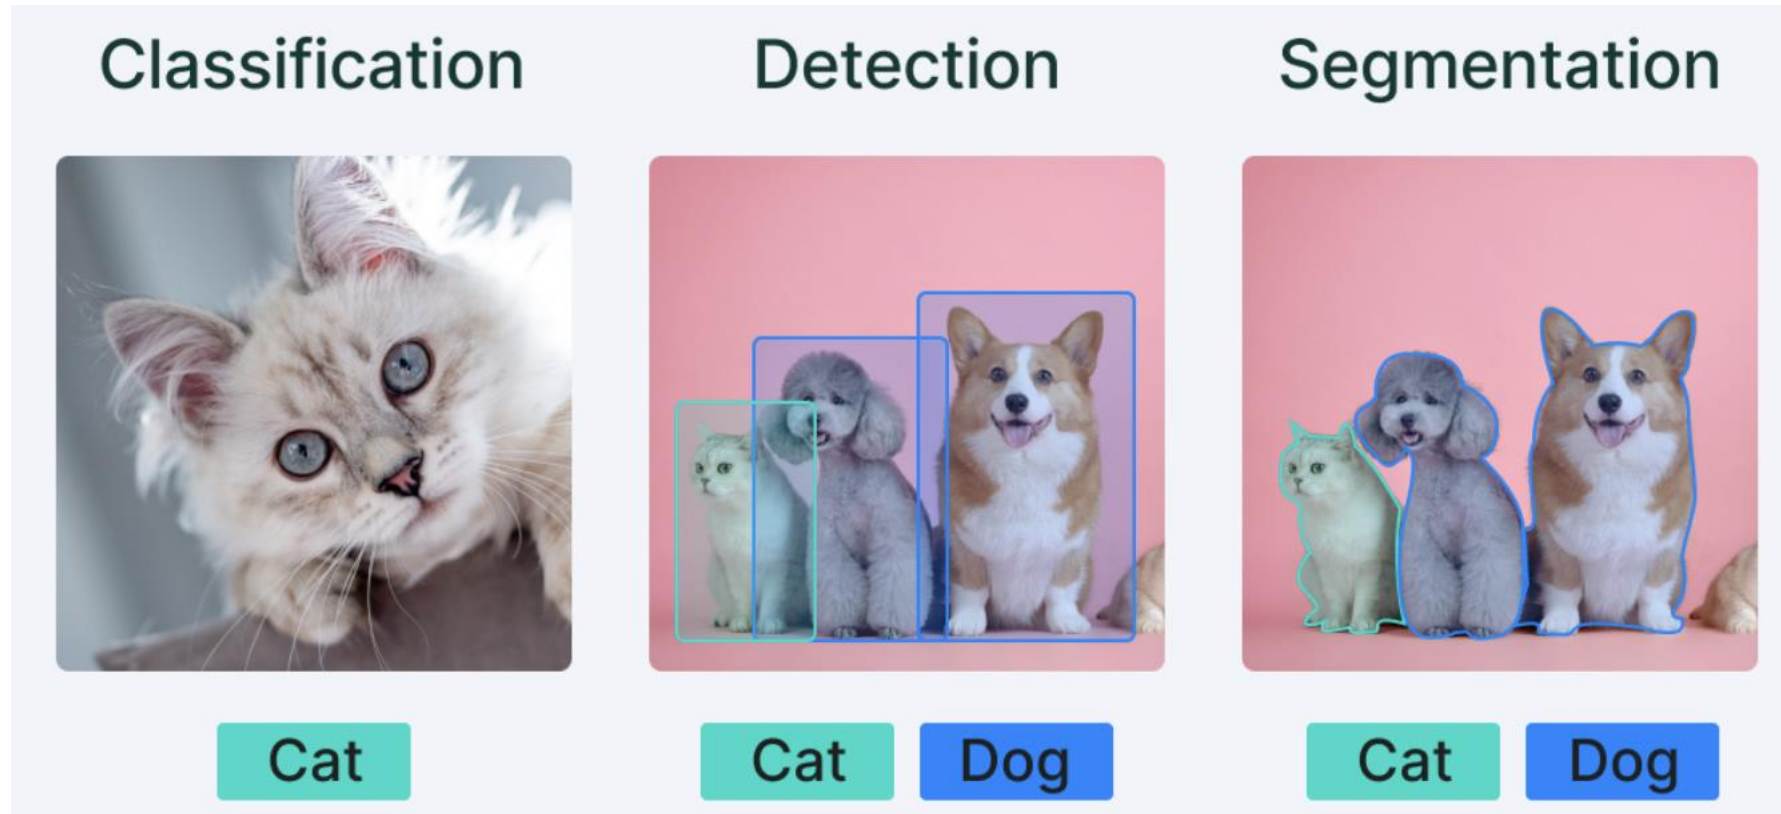 Classification
Detection
Segmentation
Cat
Cat
Dog
Cat
Dog